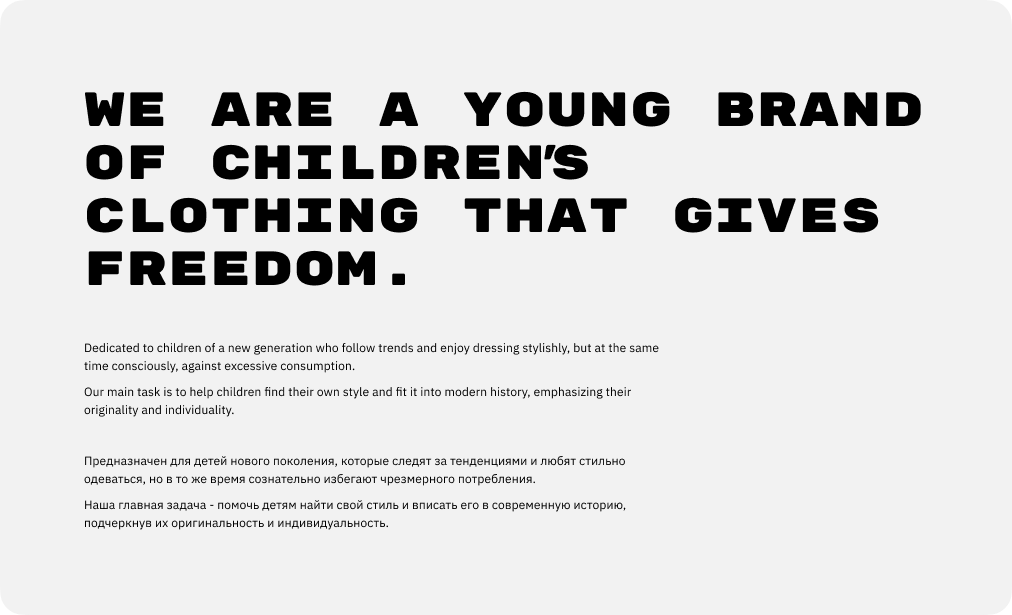 WE ARE A YOUNG BRAND
OF CHILDREN'S
CLOTHING THAT GIVES
FREEDOM.
Dedicated to children of a new generation who follow trends and enjoy dressing stylishly, but at the same
time consciously, against excessive consumption.
Our main task is to help children find their own style and fit it into modern history, emphasizing their
originality and individuality.
Предназначен для детей нового поколения, которые следят за тенденциями и любят стильно
одеваться, но в то же время сознательно избегают чрезмерного потребления.
Наша главная задача - помочь детям найти свой стиль и вписать его в современную историю,
подчеркнув их оригинальность и индивидуальность.